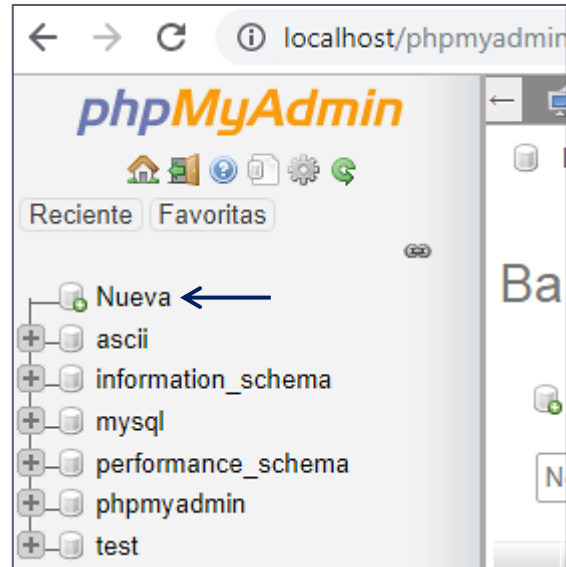 localhost/phpmyadmin
phpMyAdmin
Reciente Favoritas
Nueva
Ba
ascii
information_schema
mysql
performance_schema
phpmyadmin
test